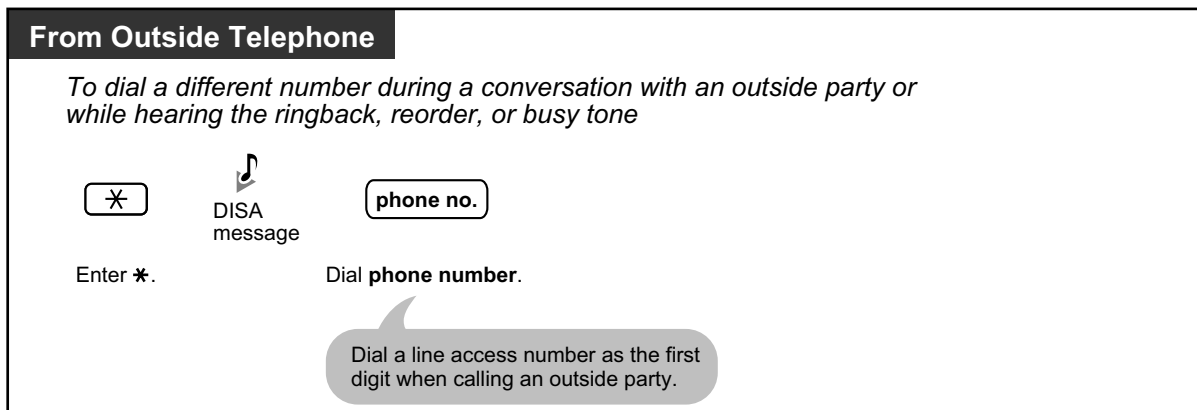 From Outside Telephone
To dial a different number during a conversation with an outside party or
while hearing the ringback, reorder, or busy tone
phone no.
DISA
message
Enter *.
Dial phone number.
Dial a line access number as the first
digit when calling an outside party.